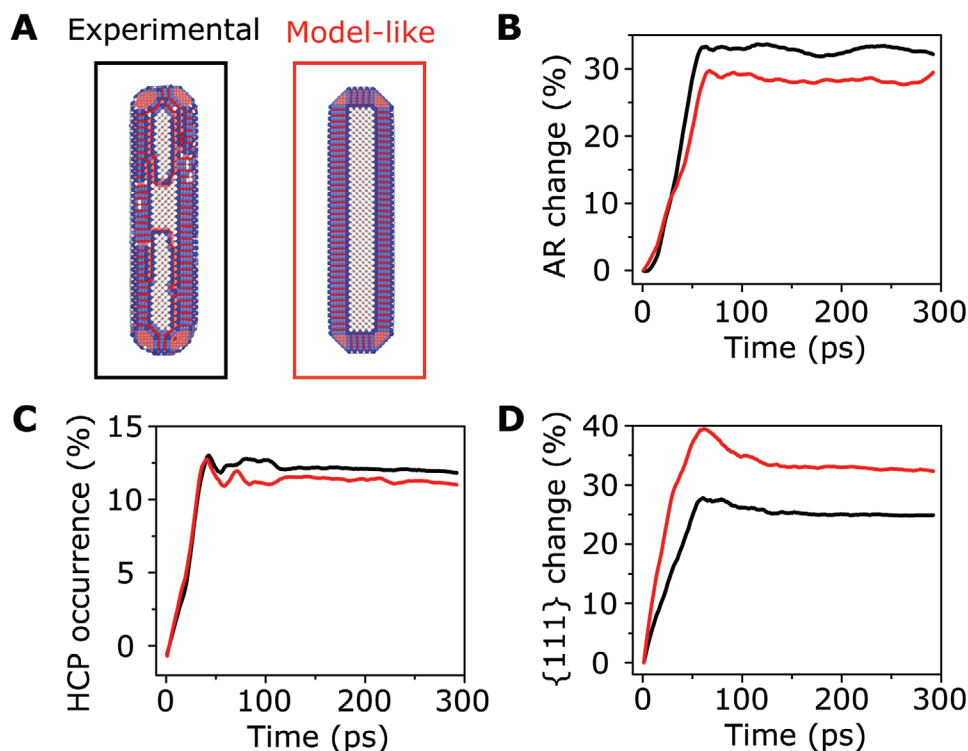 A
Experimental
Model-like
B
AR change (%)
30
20
10
0
0
100
200
300
Time (ps)
C
HCP occurrence (%)
15
10
5
0
0
100
200
300
Time (ps)
D
{111} change (%)
40
30
20
10
0
0
100
200
300
Time (ps)